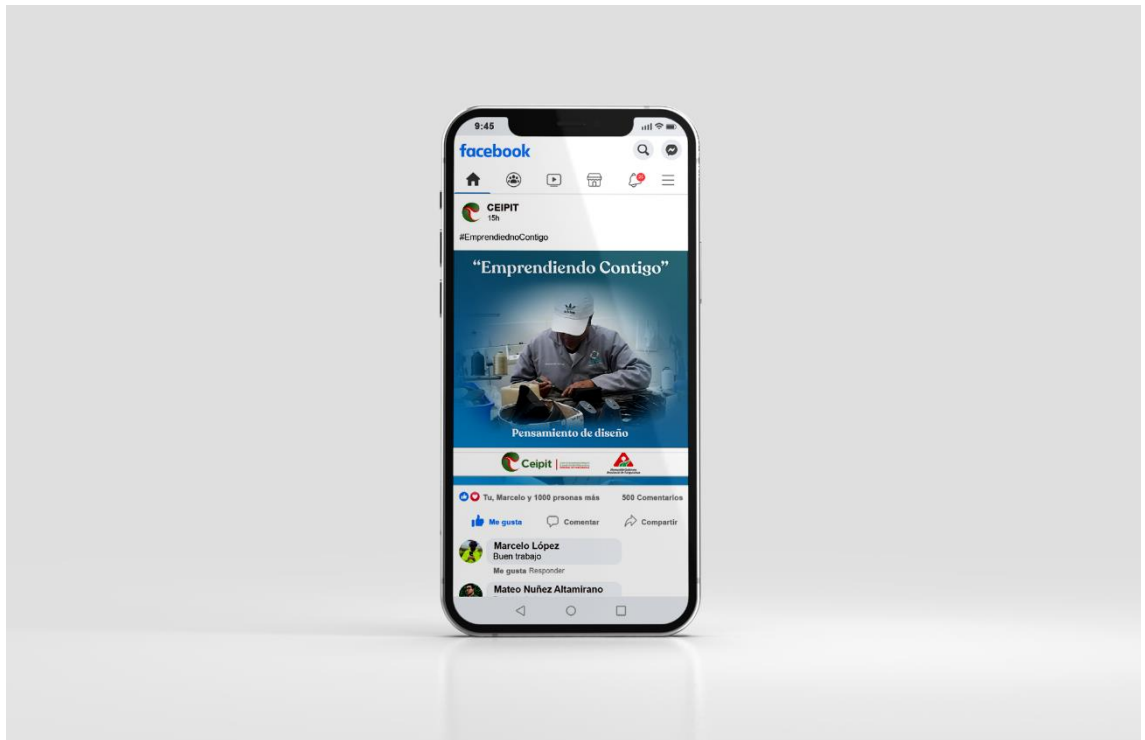 9:45
facebook
CEIPIT
15h
#EmprendiednoContigo
“Emprendiendo Contigo”
Pensamiento de diseño
Ceipit
Tu, Marcelo y 1000 prsonas más 500 Comentarios
Me gusta Comentar Compartir
Marcelo López
Buen trabajo
Me gusta Responder
Mateo Nuñez Altamirano